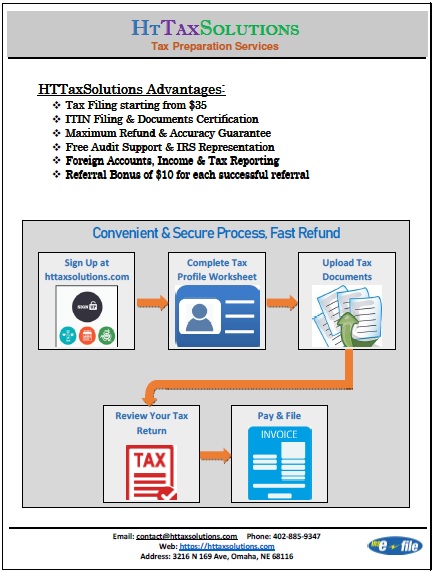 HTTAXSOLUTIONS
Tax Preparation Services
HTTaxSolutions Advantages:
❖ Tax Filing starting from $35
❖ ITIN Filing & Documents Certification
❖ Maximum Refund & Accuracy Guarantee
❖ Free Audit Support & IRS Representation
❖ Foreign Accounts, Income & Tax Reporting
❖ Referral Bonus of $10 for each successful referral
Convenient & Secure Process, Fast Refund
Sign Up at
httaxsolutions.com
SIGN UP
Complete Tax
Profile Worksheet
Upload Tax
Documents
Review Your Tax
Return
TAX
Pay & File
INVOICE
Email: contact@httaxsolutions.com Phone: 402-885-9347
Web: https://httaxsolutions.com
Address: 3216 N 169 Ave, Omaha, NE 68116
IRS e file